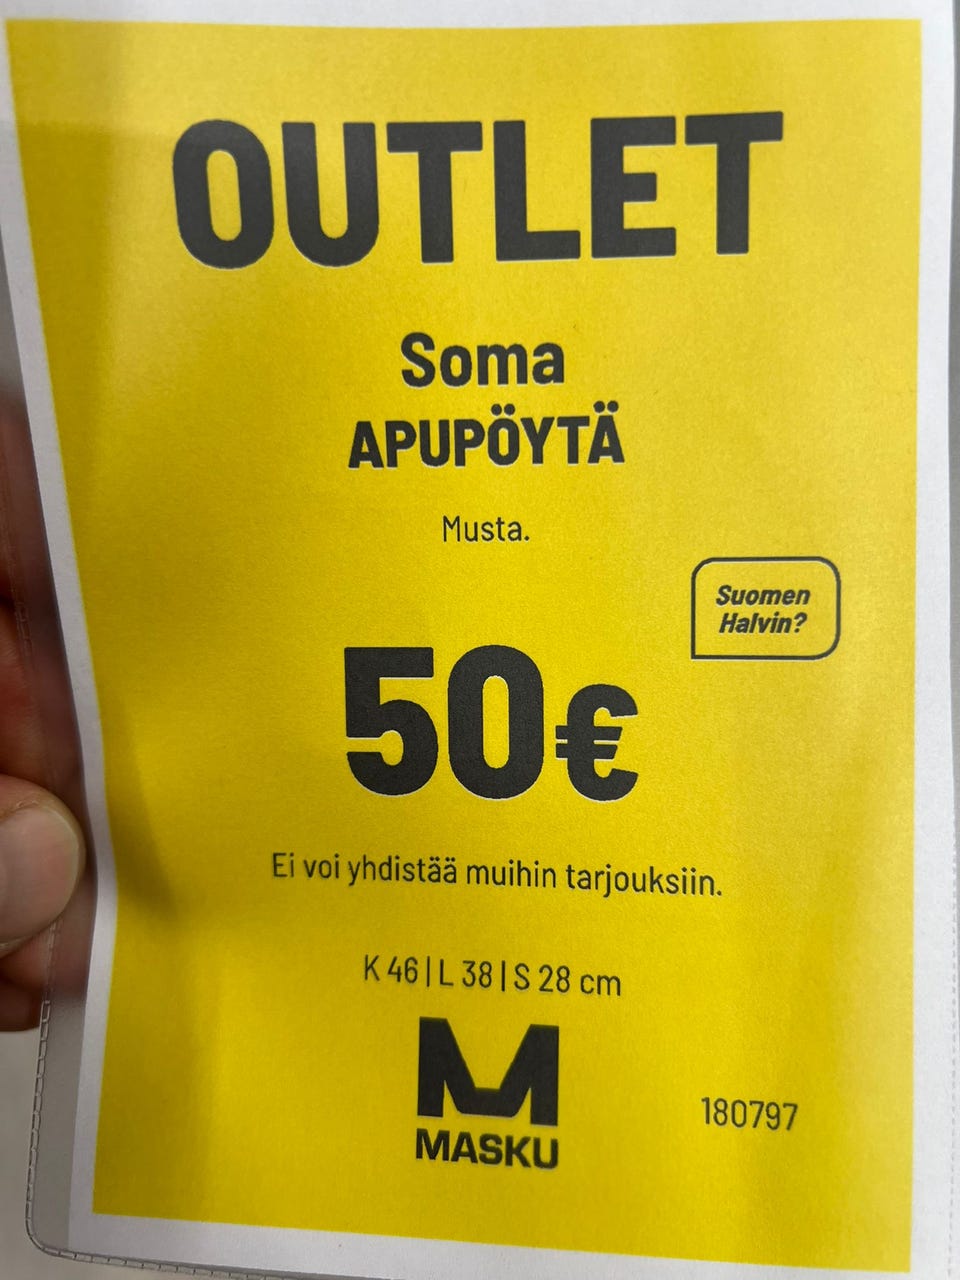 OUTLET
Soma
APUPÖYTÄ
Musta.
Suomen
Halvin?
50€
Ei voi yhdistää muihin tarjouksiin.
K 46 | L 38 | S 28 cm
M
MASKU
180797